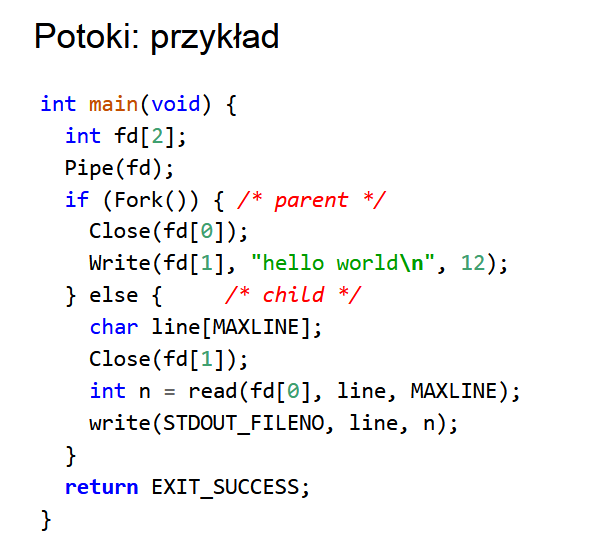 Potoki: przykład
int main(void) {
  int fd[2];
  Pipe(fd);
  if (Fork()) { /* parent */
    Close(fd[0]);
    Write(fd[1], "hello world\n", 12);
  } else {     /* child */
    char line[MAXLINE];
    Close(fd[1]);
    int n = read(fd[0], line, MAXLINE);
    write(STDOUT_FILENO, line, n);
  }
  return EXIT_SUCCESS;
}